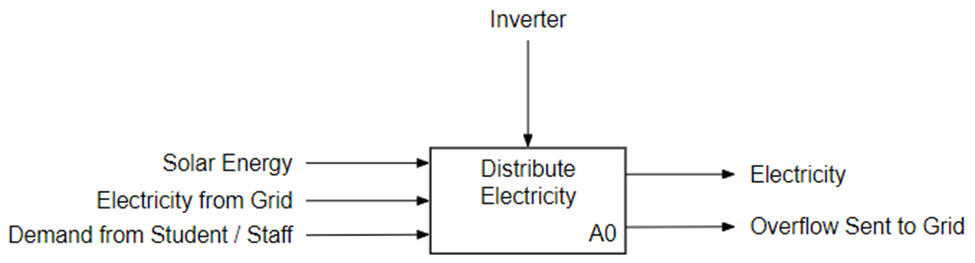 Inverter
Solar Energy
Electricity from Grid
Demand from Student / Staff
Distribute
Electricity
A0
Electricity
Overflow Sent to Grid